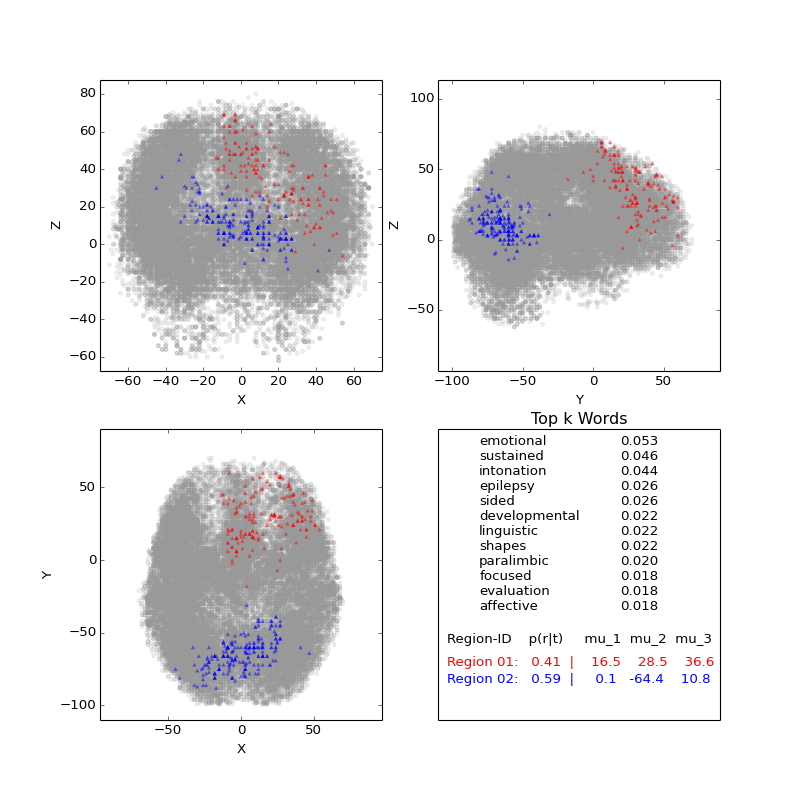 80
60
40
20
0
−20
−40
−60
Z
−60 −40 −20 0 20 40 60
X
100
50
0
−50
Z
−100 −50 0 50
Y
50
0
−50
−100
Y
−50 0 50
X
Top k Words
emotional 0.053
sustained 0.046
intonation 0.044
epilepsy 0.026
sided 0.026
developmental 0.022
linguistic 0.022
shapes 0.022
paralimbic 0.020
focused 0.018
evaluation 0.018
affective 0.018
Region-ID p(r|t) mu_1 mu_2 mu_3
Region 01: 0.41 | 16.5 28.5 36.6
Region 02: 0.59 | 0.1 -64.4 10.8